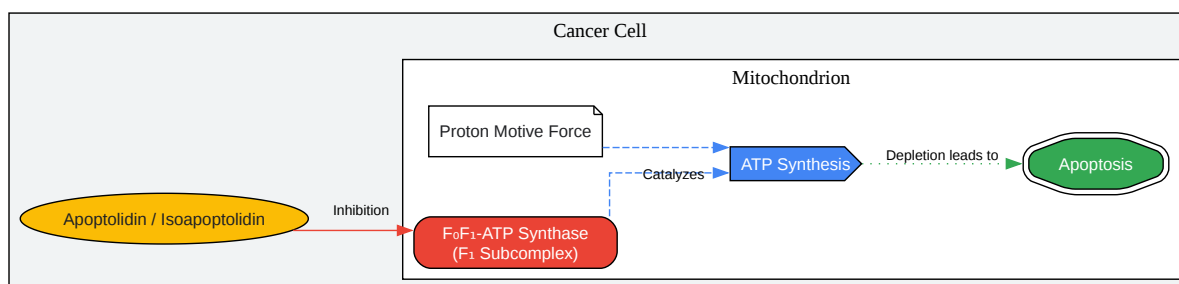 Cancer Cell
Mitochondrion
Proton Motive Force
ATP Synthesis
Depletion leads to
Apoptosis
Catalyzes
Apoptolidin / Isoapoptolidin
Inhibition
F₀F₁-ATP Synthase
(F₁ Subcomplex)